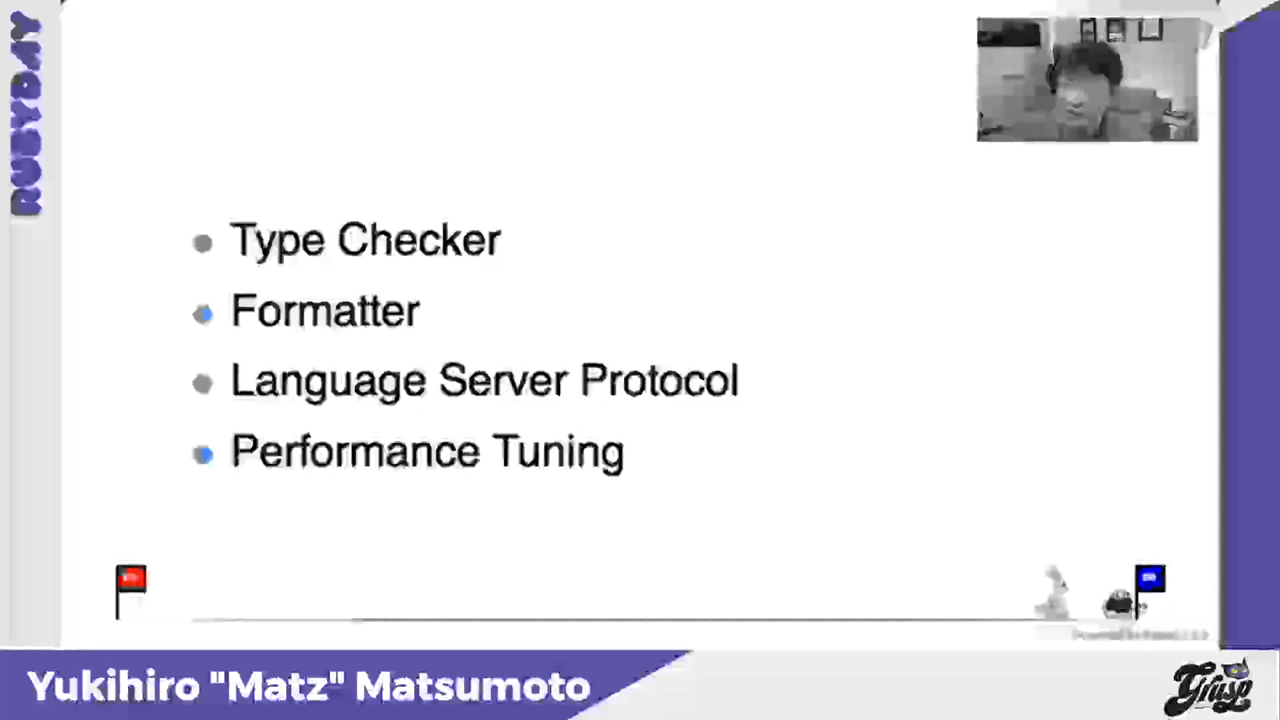 RUBYDAY
Type Checker
Formatter
Language Server Protocol
Performance Tuning
Yukihiro "Matz" Matsumoto
Grusp